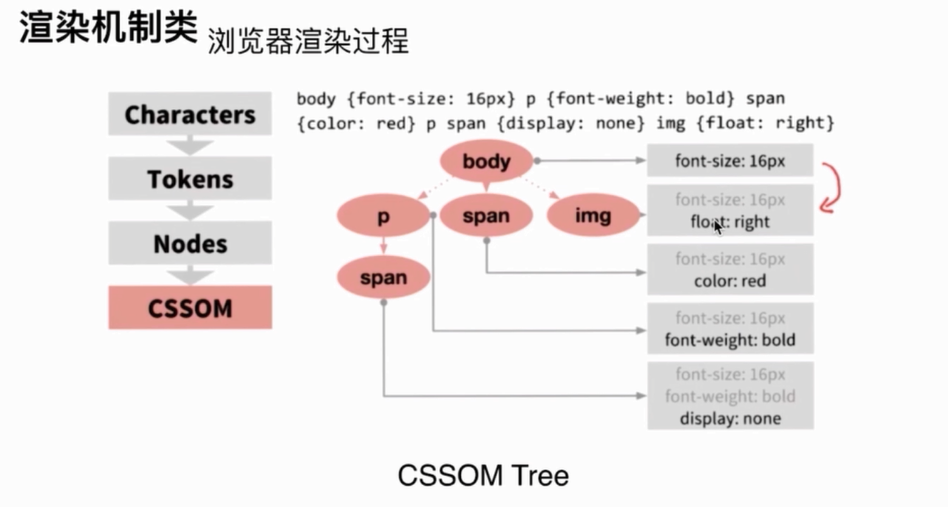 渲染机制类 浏览器渲染过程
Characters
Tokens
Nodes
CSSOM
body {font-size: 16px} p {font-weight: bold} span
{color: red} p span {display: none} img {float: right}
body
p
span
img
span
font-size: 16px
font-size: 16px
float: right
font-size: 16px
color: red
font-size: 16px
font-weight: bold
font-size: 16px
font-weight: bold
display: none
CSSOM Tree